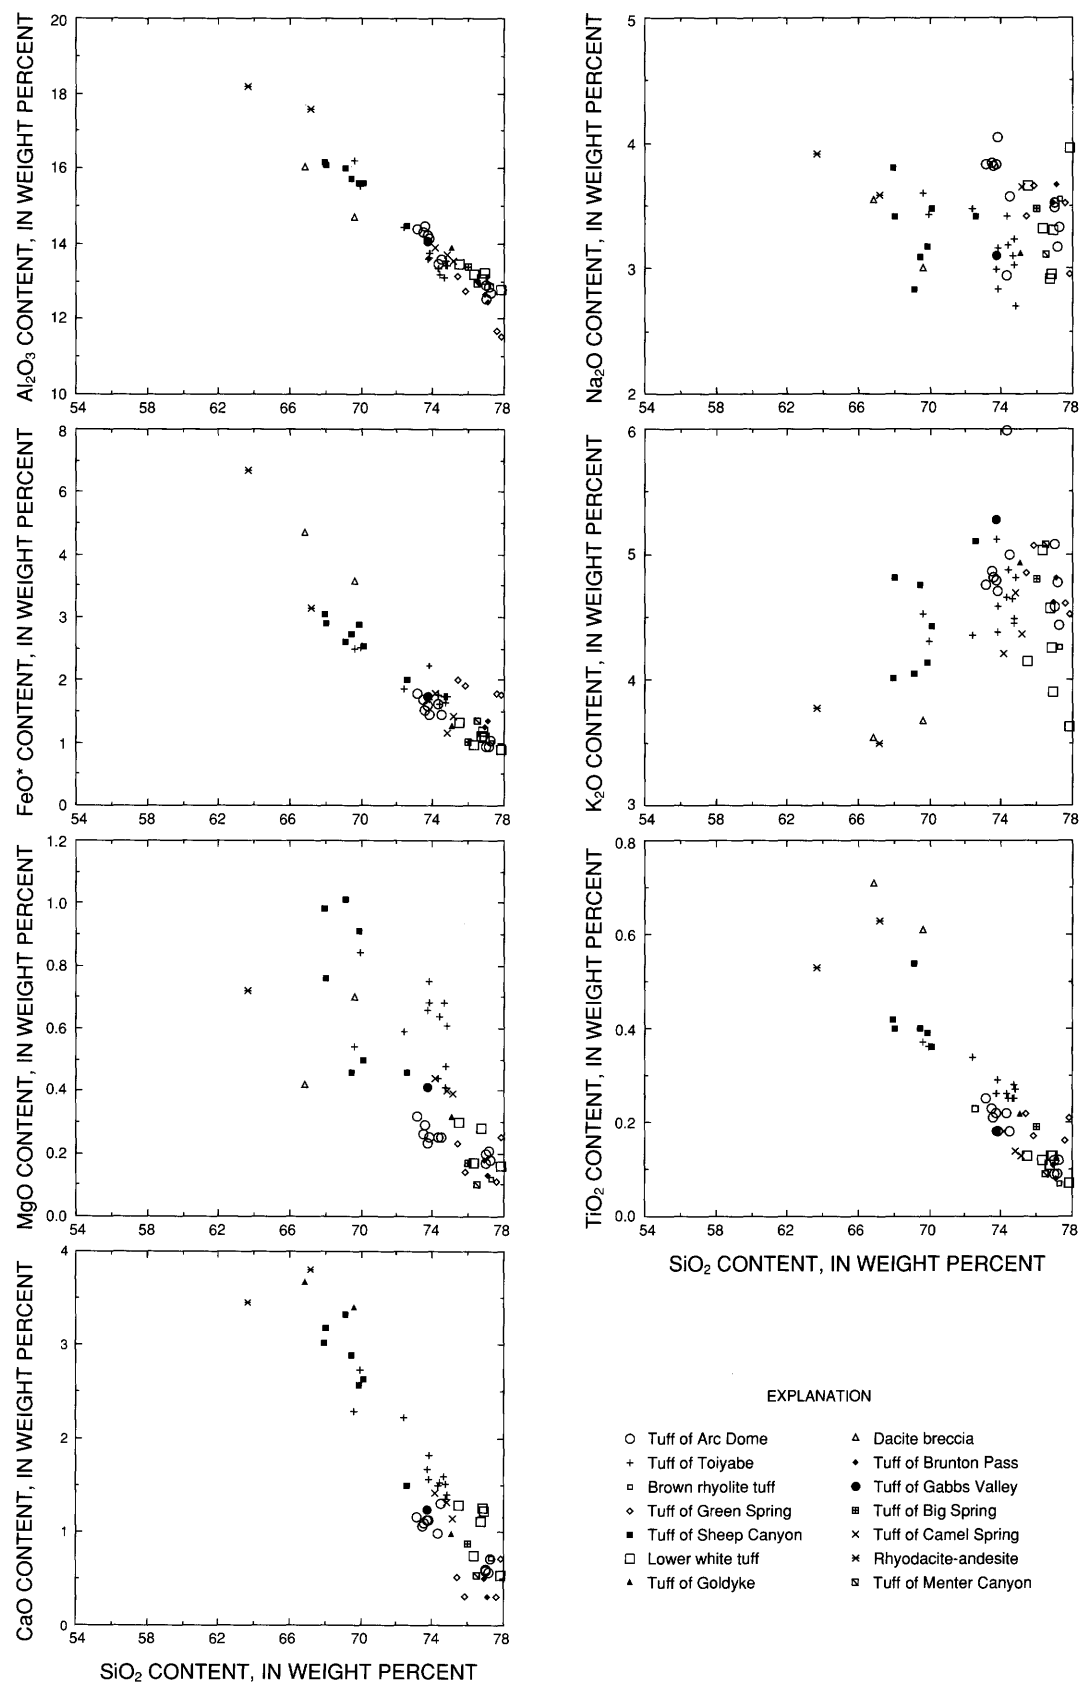 Al₂O₃ CONTENT, IN WEIGHT PERCENT
20
18
16
14
12
10
54 58 62 66 70 74 78
Na₂O CONTENT, IN WEIGHT PERCENT
5
4
3
2
54 58 62 66 70 74 78
FeO* CONTENT, IN WEIGHT PERCENT
8
6
4
3
2
1
0
54 58 62 66 70 74 78
K₂O CONTENT, IN WEIGHT PERCENT
6
5
4
3
54 58 62 66 70 74 78
MgO CONTENT, IN WEIGHT PERCENT
1.2
1.0
0.8
0.6
0.4
0.2
0.0
54 58 62 66 70 74 78
TiO₂ CONTENT, IN WEIGHT PERCENT
0.8
0.6
0.4
0.2
0.0
54 58 62 66 70 74 78
SiO₂ CONTENT, IN WEIGHT PERCENT
CaO CONTENT, IN WEIGHT PERCENT
4
3
2
1
0
54 58 62 66 70 74 78
SiO₂ CONTENT, IN WEIGHT PERCENT
EXPLANATION
Tuff of Arc Dome
Tuff of Toiyabe
Brown rhyolite tuff
Tuff of Green Spring
Tuff of Sheep Canyon
Lower white tuff
Tuff of Goldyke
Dacite breccia
Tuff of Brunton Pass
Tuff of Gabbs Valley
Tuff of Big Spring
Tuff of Camel Spring
Rhyodacite-andesite
Tuff of Menter Canyon